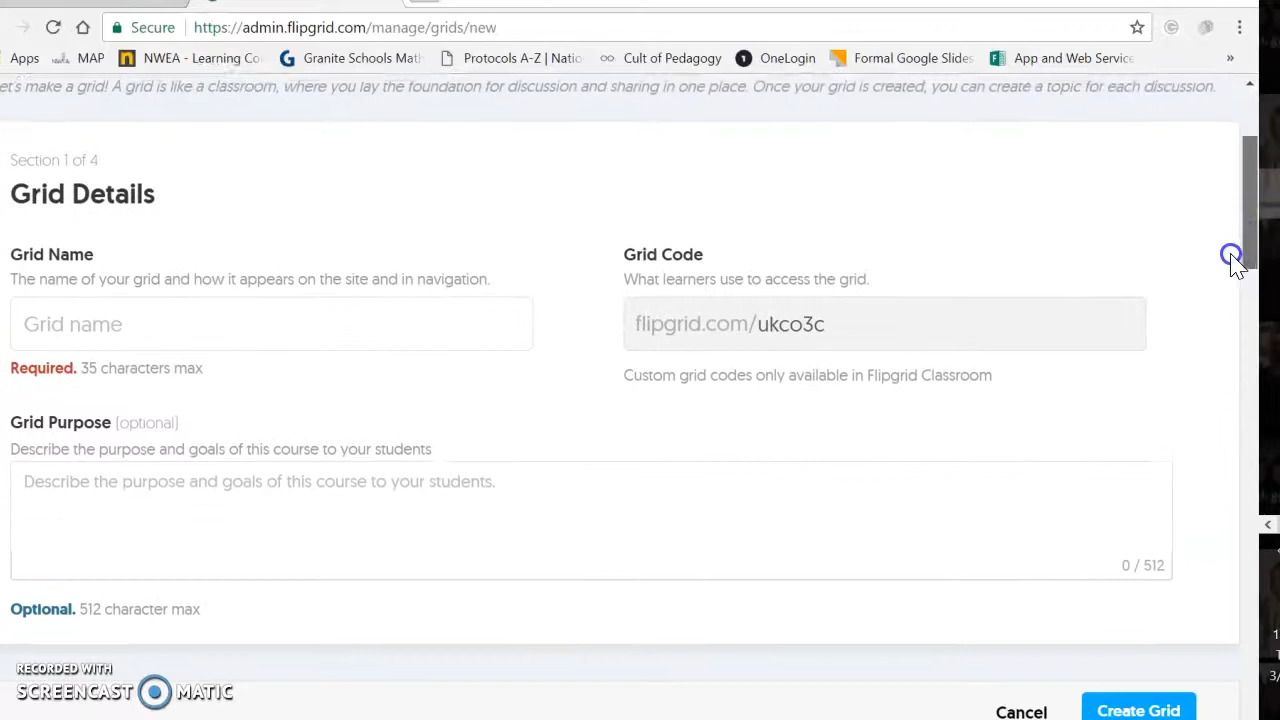 Secure https://admin.flipgrid.com/manage/grids/new
Apps MAP NWEA - Learning Co Granite Schools Mat Protocols A-Z | Natio Cult of Pedagogy OneLogin Formal Google Slides App and Web Service »
et's make a grid! A grid is like a classroom, where you lay the foundation for discussion and sharing in one place. Once your grid is created, you can create a topic for each discussion.
Section 1 of 4
Grid Details
Grid Name
The name of your grid and how it appears on the site and in navigation.
Grid name
Required. 35 characters max
Grid Code
What learners use to access the grid.
flipgrid.com/ukco3c
Custom grid codes only available in Flipgrid Classroom
Grid Purpose (optional)
Describe the purpose and goals of this course to your students
Describe the purpose and goals of this course to your students.
0 / 512
Optional. 512 character max
RECORDED WITH
SCREENCAST MATIC
Cancel Create Grid